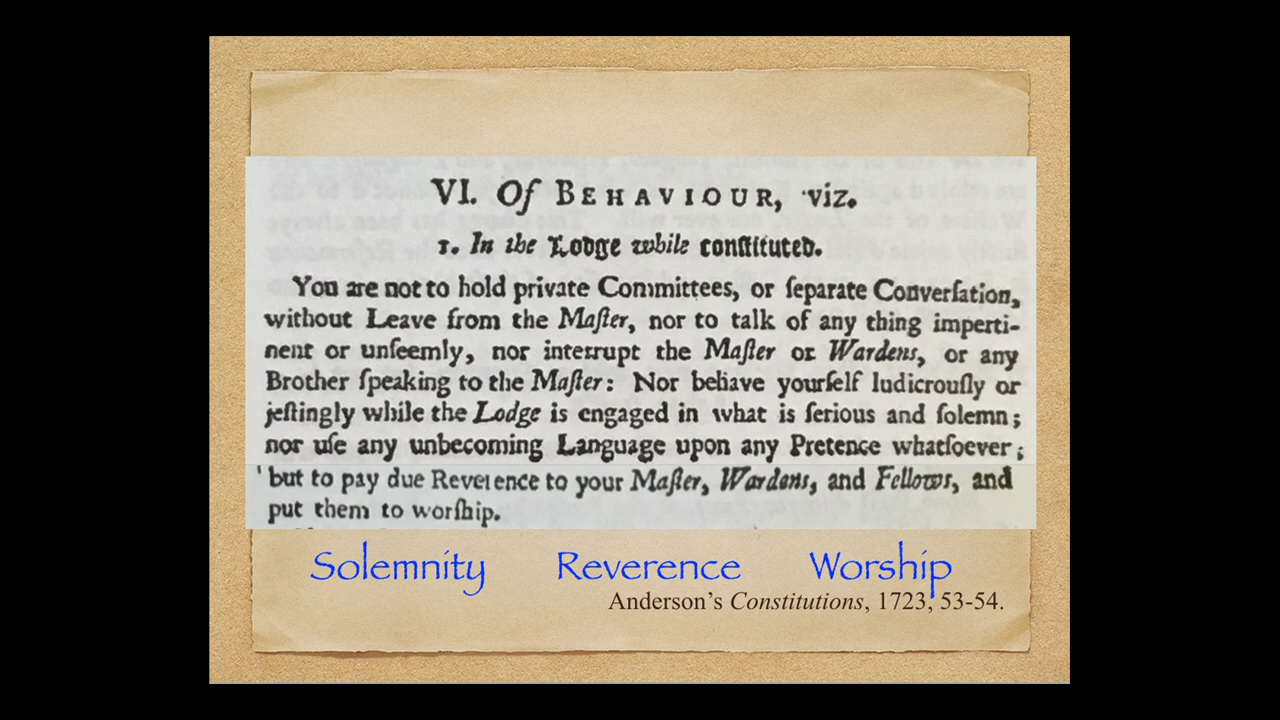 VI. Of BEHAVIOUR, viz.
1. In the Lodge while conſtituted.
You are not to hold private Committees, or ſeparate Converſation,
without Leave from the Maſter, nor to talk of any thing imperti-
nent or unſeemly, nor interrupt the Maſter or Wardens, or any
Brother ſpeaking to the Maſter: Nor behave yourſelf ludicrouſly or
jeſtingly while the Lodge is engaged in what is ſerious and ſolemn;
nor uſe any unbecoming Language upon any Pretence whatſoever;
but to pay due Reverence to your Maſter, Wardens, and Fellows, and
put them to worſhip.
Solemnity Reverence Worship
Anderson’s Constitutions, 1723, 53-54.